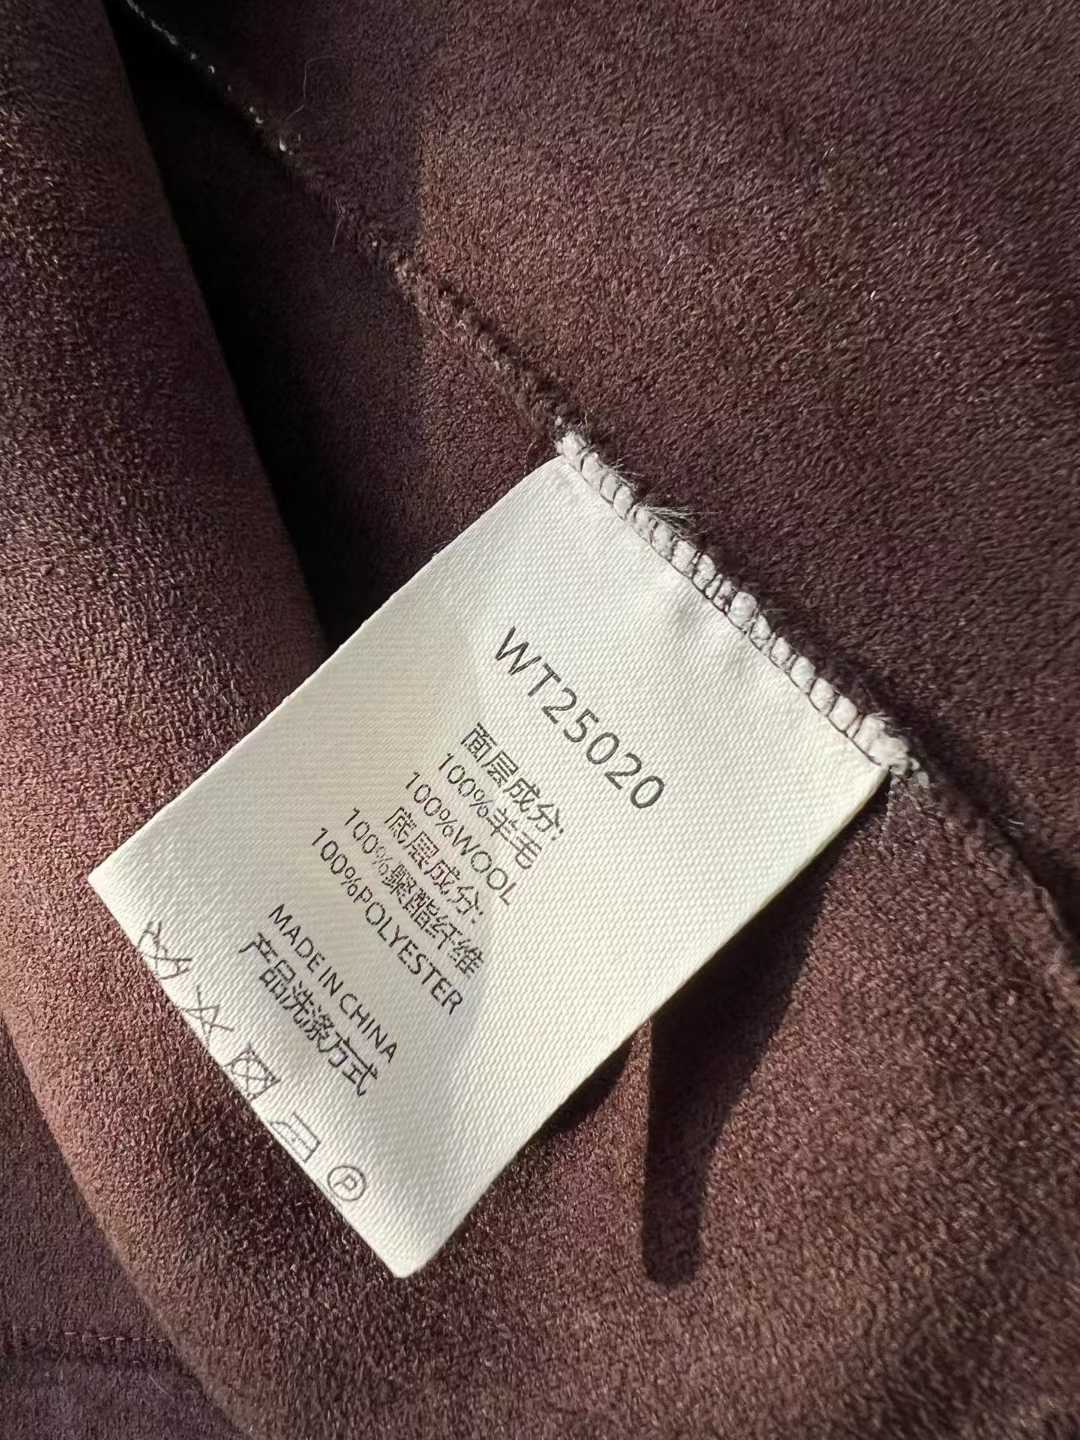 WT25020
面层成分:
100%羊毛
100%WOOL
底层成分:
100%聚酯纤维
100%POLYESTER
MADE IN CHINA
产品洗涤方式
P